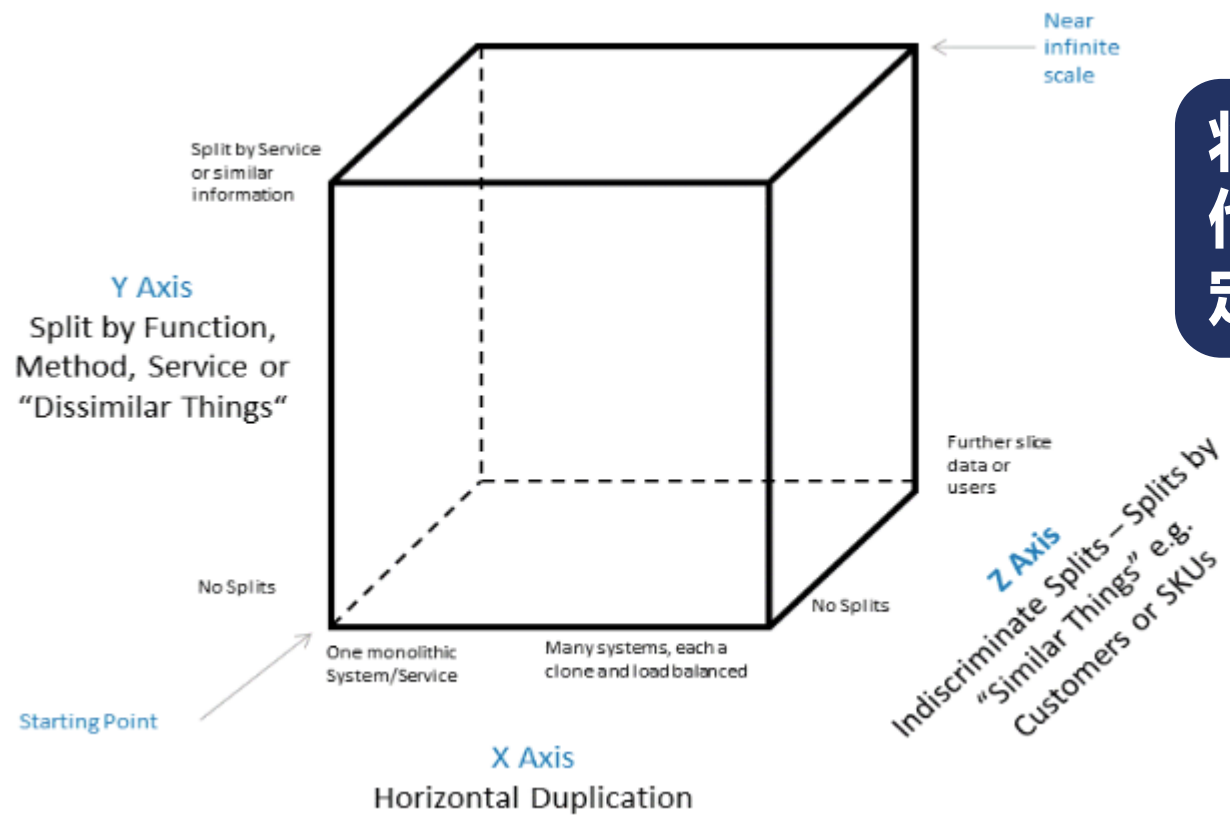 Near
infinite
scale
Split by Service
or similar
information
Y Axis
Split by Function,
Method, Service or
“Dissimilar Things“
Further slice
data or
users
No Splits
No Splits
One monolithic
System/Service
Many systems, each a
clone and load balanced
Starting Point
X Axis
Horizontal Duplication
Z Axis
Indiscriminate Splits – Splits by
“Similar Things” e.g.
Customers or SKUs